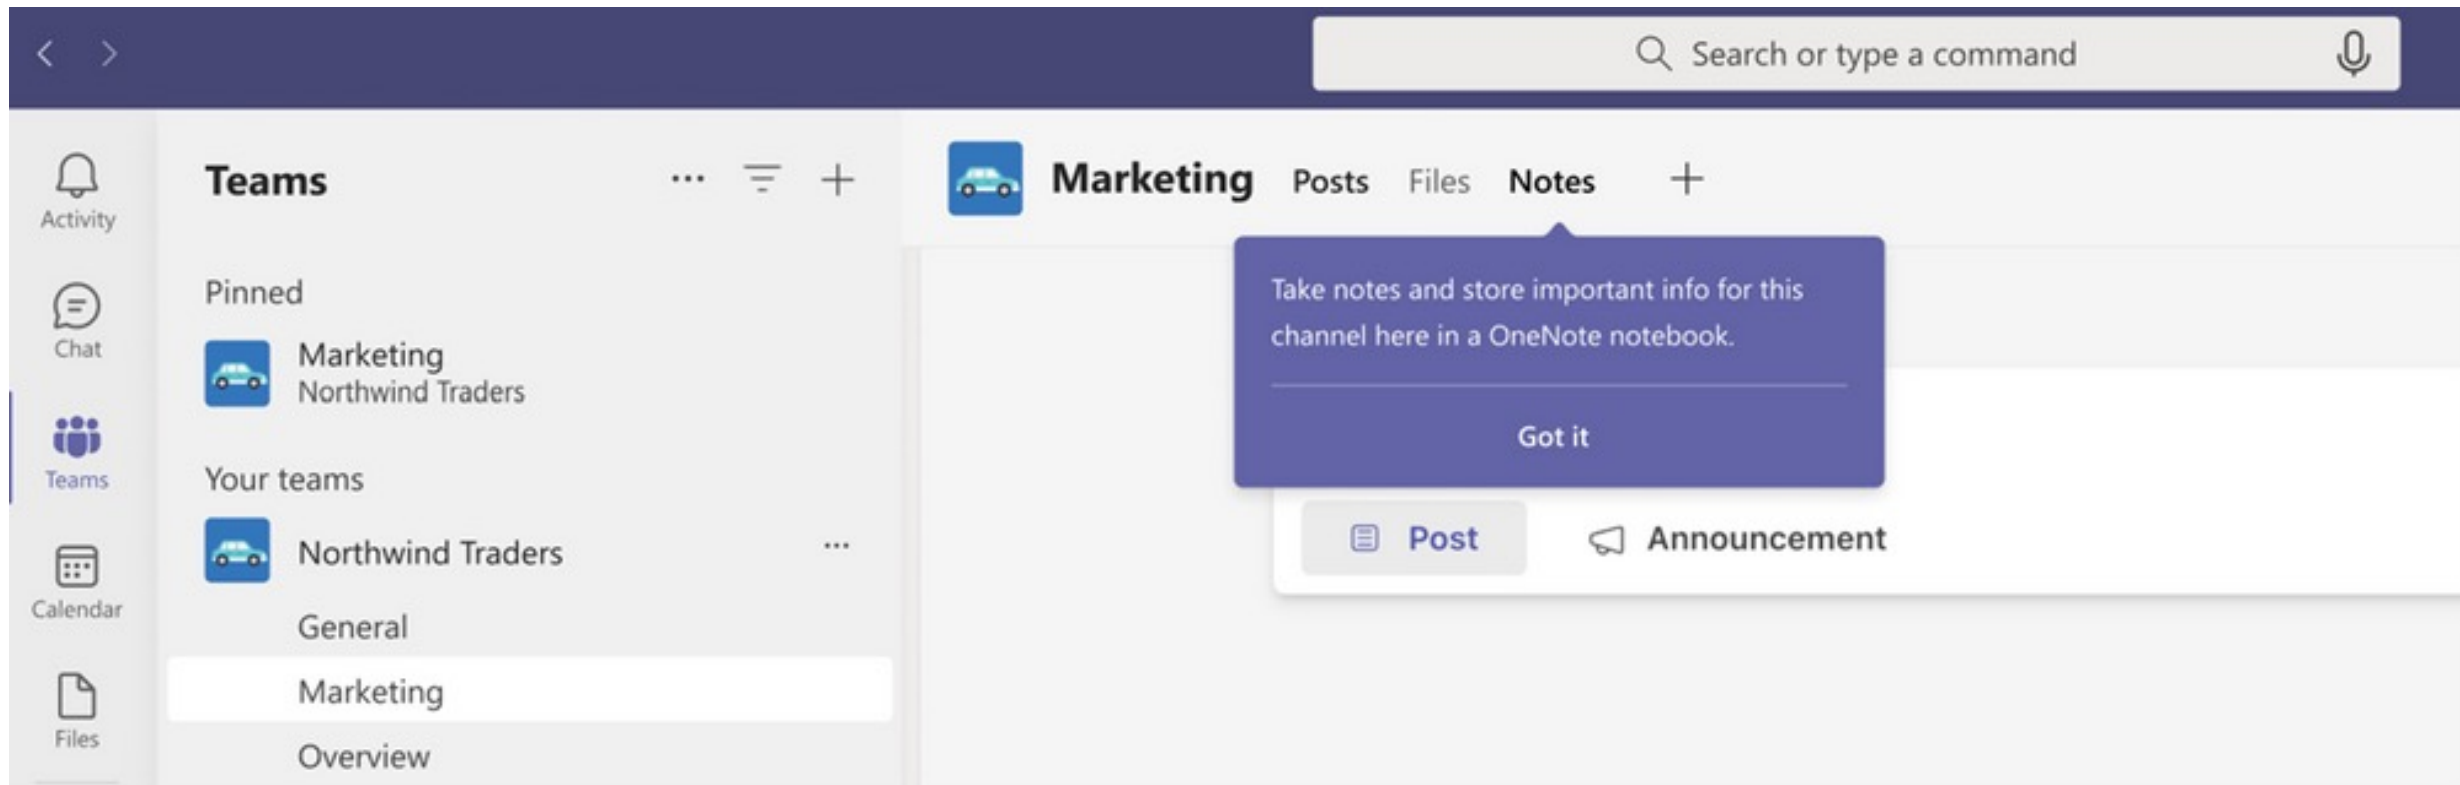 Search or type a command
Activity
Chat
Teams
Calendar
Files
Teams
Pinned
Marketing
Northwind Traders
Your teams
Northwind Traders
General
Marketing
Overview
Marketing Posts Files Notes
Take notes and store important info for this
channel here in a OneNote notebook.
Got it
Post Announcement